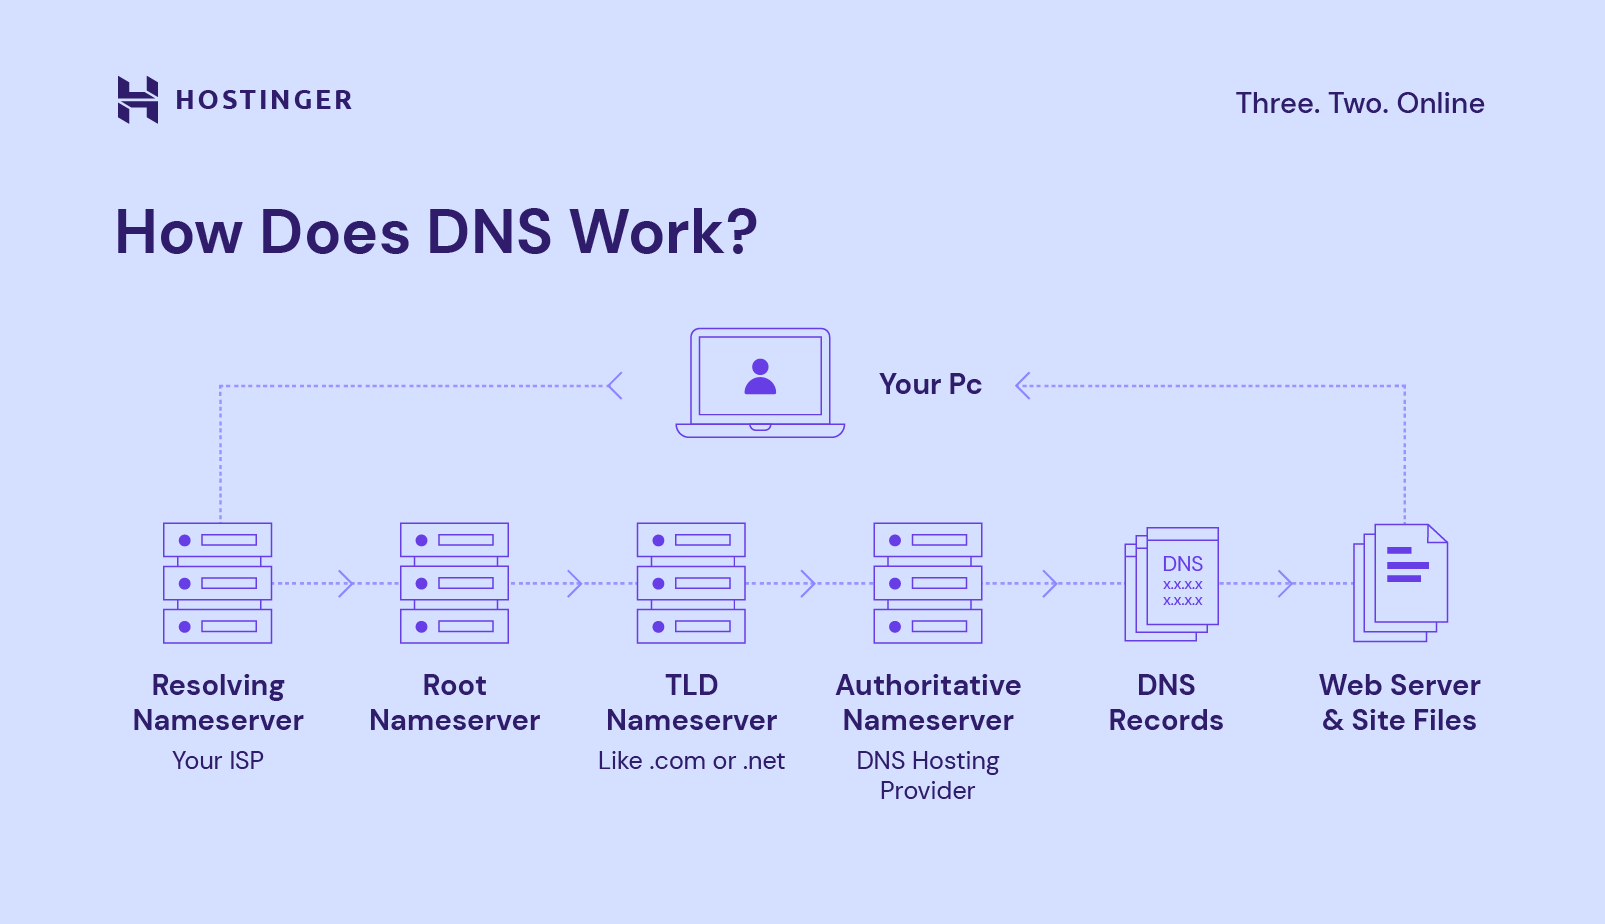 HOSTINGER
Three. Two. Online
How Does DNS Work?
Your Pc
DNS
x.x.x.x
x.x.x.x
Resolving
Nameserver
Your ISP
Root
Nameserver
TLD
Nameserver
Like .com or .net
Authoritative
Nameserver
DNS Hosting
Provider
DNS
Records
Web Server
& Site Files